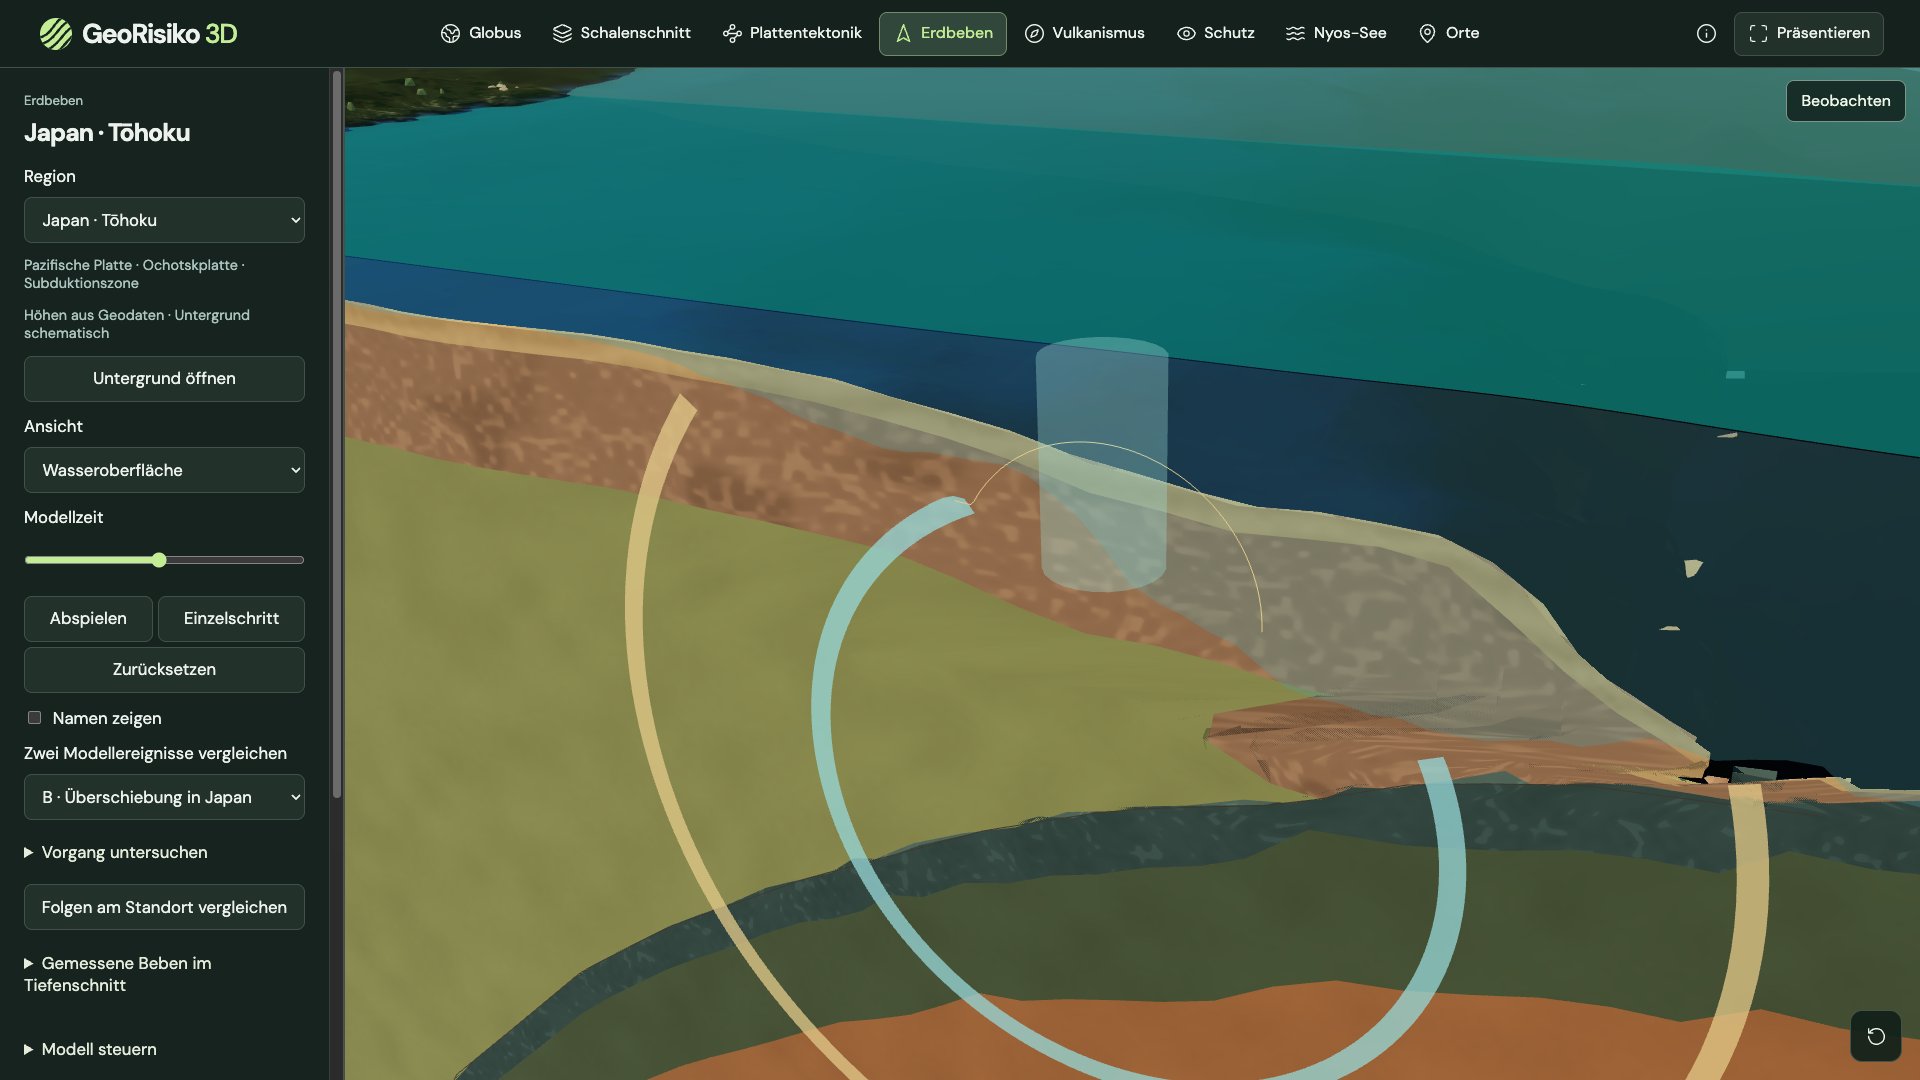 GeoRisiko 3D
Globus
Schalenschnitt
Plattentektonik
Erdbeben
Vulkanismus
Schutz
Nyos-See
Orte
Präsentieren
Erdbeben
Japan · Tōhoku
Region
Japan · Tōhoku
Pazifische Platte · Ochotskplatte ·
Subduktionszone
Höhen aus Geodaten · Untergrund
schematisch
Untergrund öffnen
Ansicht
Wasseroberfläche
Modellzeit
Abspielen
Einzelschritt
Zurücksetzen
Namen zeigen
Zwei Modellereignisse vergleichen
B · Überschiebung in Japan
Vorgang untersuchen
Folgen am Standort vergleichen
Gemessene Beben im
Tiefenschnitt
Modell steuern
Beobachten